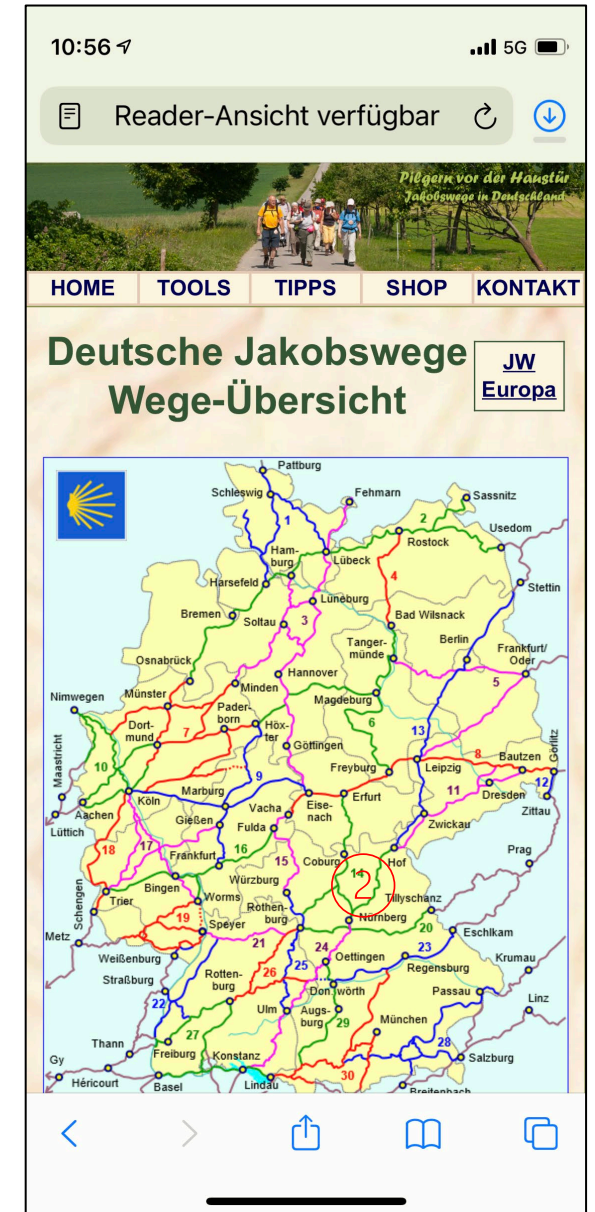 10:56
5G
Reader-Ansicht verfügbar
Pilgern vor der Haustür
Jakobswege in Deutschland
HOME TOOLS TIPPS SHOP KONTAKT
Deutsche Jakobswege
Wege-Übersicht
JW
Europa
Pattburg
Schleswig
Fehmarn
Sassnitz
1
2
Rostock
Usedom
Ham-
burg
Lübeck
4
Harsefeld
Stettin
Lüneburg
Bremen
Soltau
3
Bad Wilsnack
Tanger-
münde
Berlin
Frankfurt/
Oder
Osnabrück
Hannover
5
Nimwegen
Münster
Minden
Magdeburg
Pader-
born
Höx-
ter
6
Dort-
mund
7
13
Göttingen
8
Görlitz
Maastricht
10
9
Freyburg
Leipzig
Bautzen
12
Köln
Marburg
Vacha
Eise-
nach
Erfurt
11
Dresden
Zittau
Aachen
Gießen
Lüttich
Fulda
Zwickau
18
17
16
15
Coburg
Hof
Prag
Frankfurt
14
2
Schengen
Bingen
Würzburg
Tillyschanz
Trier
Worms
Rothen-
burg
Nürnberg
19
Speyer
20
Metz
21
24
Eschlkam
Weißenburg
Oettingen
23
Krumau
Straßburg
Rotten-
burg
26
25
Regensburg
Don.wörth
Passau
Linz
22
Ulm
Augs-
burg
29
München
27
28
Thann
Freiburg
Konstanz
Salzburg
Gy
Héricourt
Basel
Lindau
30
Breitenbach